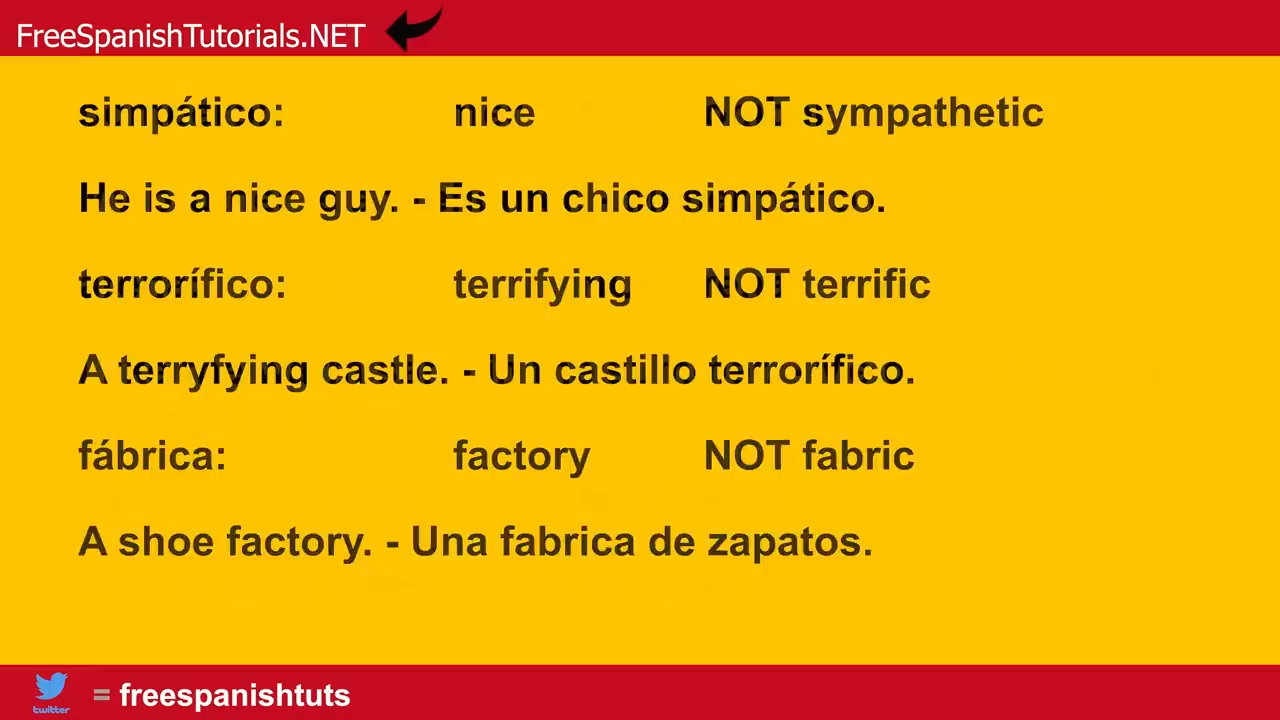 FreeSpanishTutorials.NET
simpático: nice NOT sympathetic
He is a nice guy. - Es un chico simpático.
terrorífico: terrifying NOT terrific
A terryfying castle. - Un castillo terrorífico.
fábrica: factory NOT fabric
A shoe factory. - Una fabrica de zapatos.
twitter = freespanishtuts